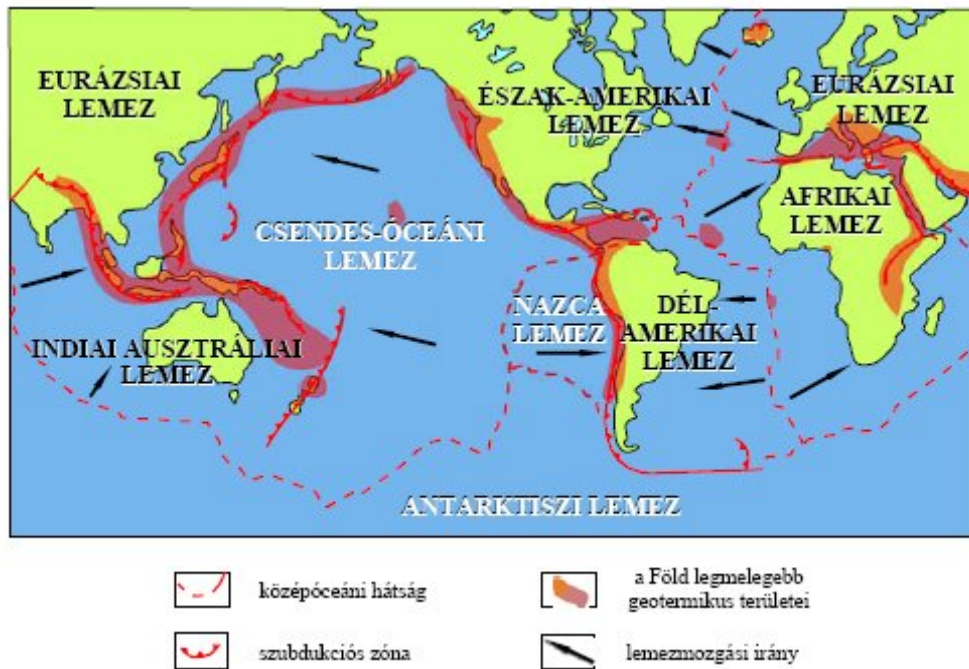 EURÁZSIAI
LEMEZ
ÉSZAK-AMERIKAI
LEMEZ
EURÁZSIAI
LEMEZ
AFRIKAI
LEMEZ
CSENDES-ÓCEÁNI
LEMEZ
NAZCA
LEMEZ
DÉL-
AMERIKAI
LEMEZ
INDIAI AUSZTRÁLIAI
LEMEZ
ANTARKTISZI LEMEZ
középóceáni hátság
a Föld legmelegebb
geotermikus területei
szubdukciós zóna
lemezmozgási irány